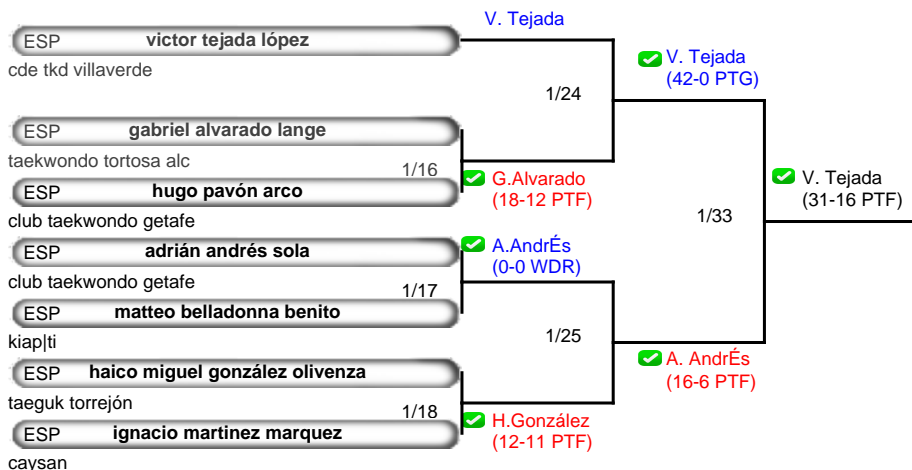 V. Tejada
ESP victor tejada lópez
cde tkd villaverde
V. Tejada
(42-0 PTG)
1/24
ESP gabriel alvarado lange
taekwondo tortosa alc
1/16
G.Alvarado
(18-12 PTF)
ESP hugo pavón arco
club taekwondo getafe
V. Tejada
(31-16 PTF)
1/33
ESP adrián andrés sola
club taekwondo getafe
A.AndrÉs
(0-0 WDR)
1/17
ESP matteo belladonna benito
kiap|ti
1/25
A. AndrÉs
(16-6 PTF)
ESP haico miguel gonzález olivenza
taeguk torrejón
1/18
H.González
(12-11 PTF)
ESP ignacio martinez marquez
caysan